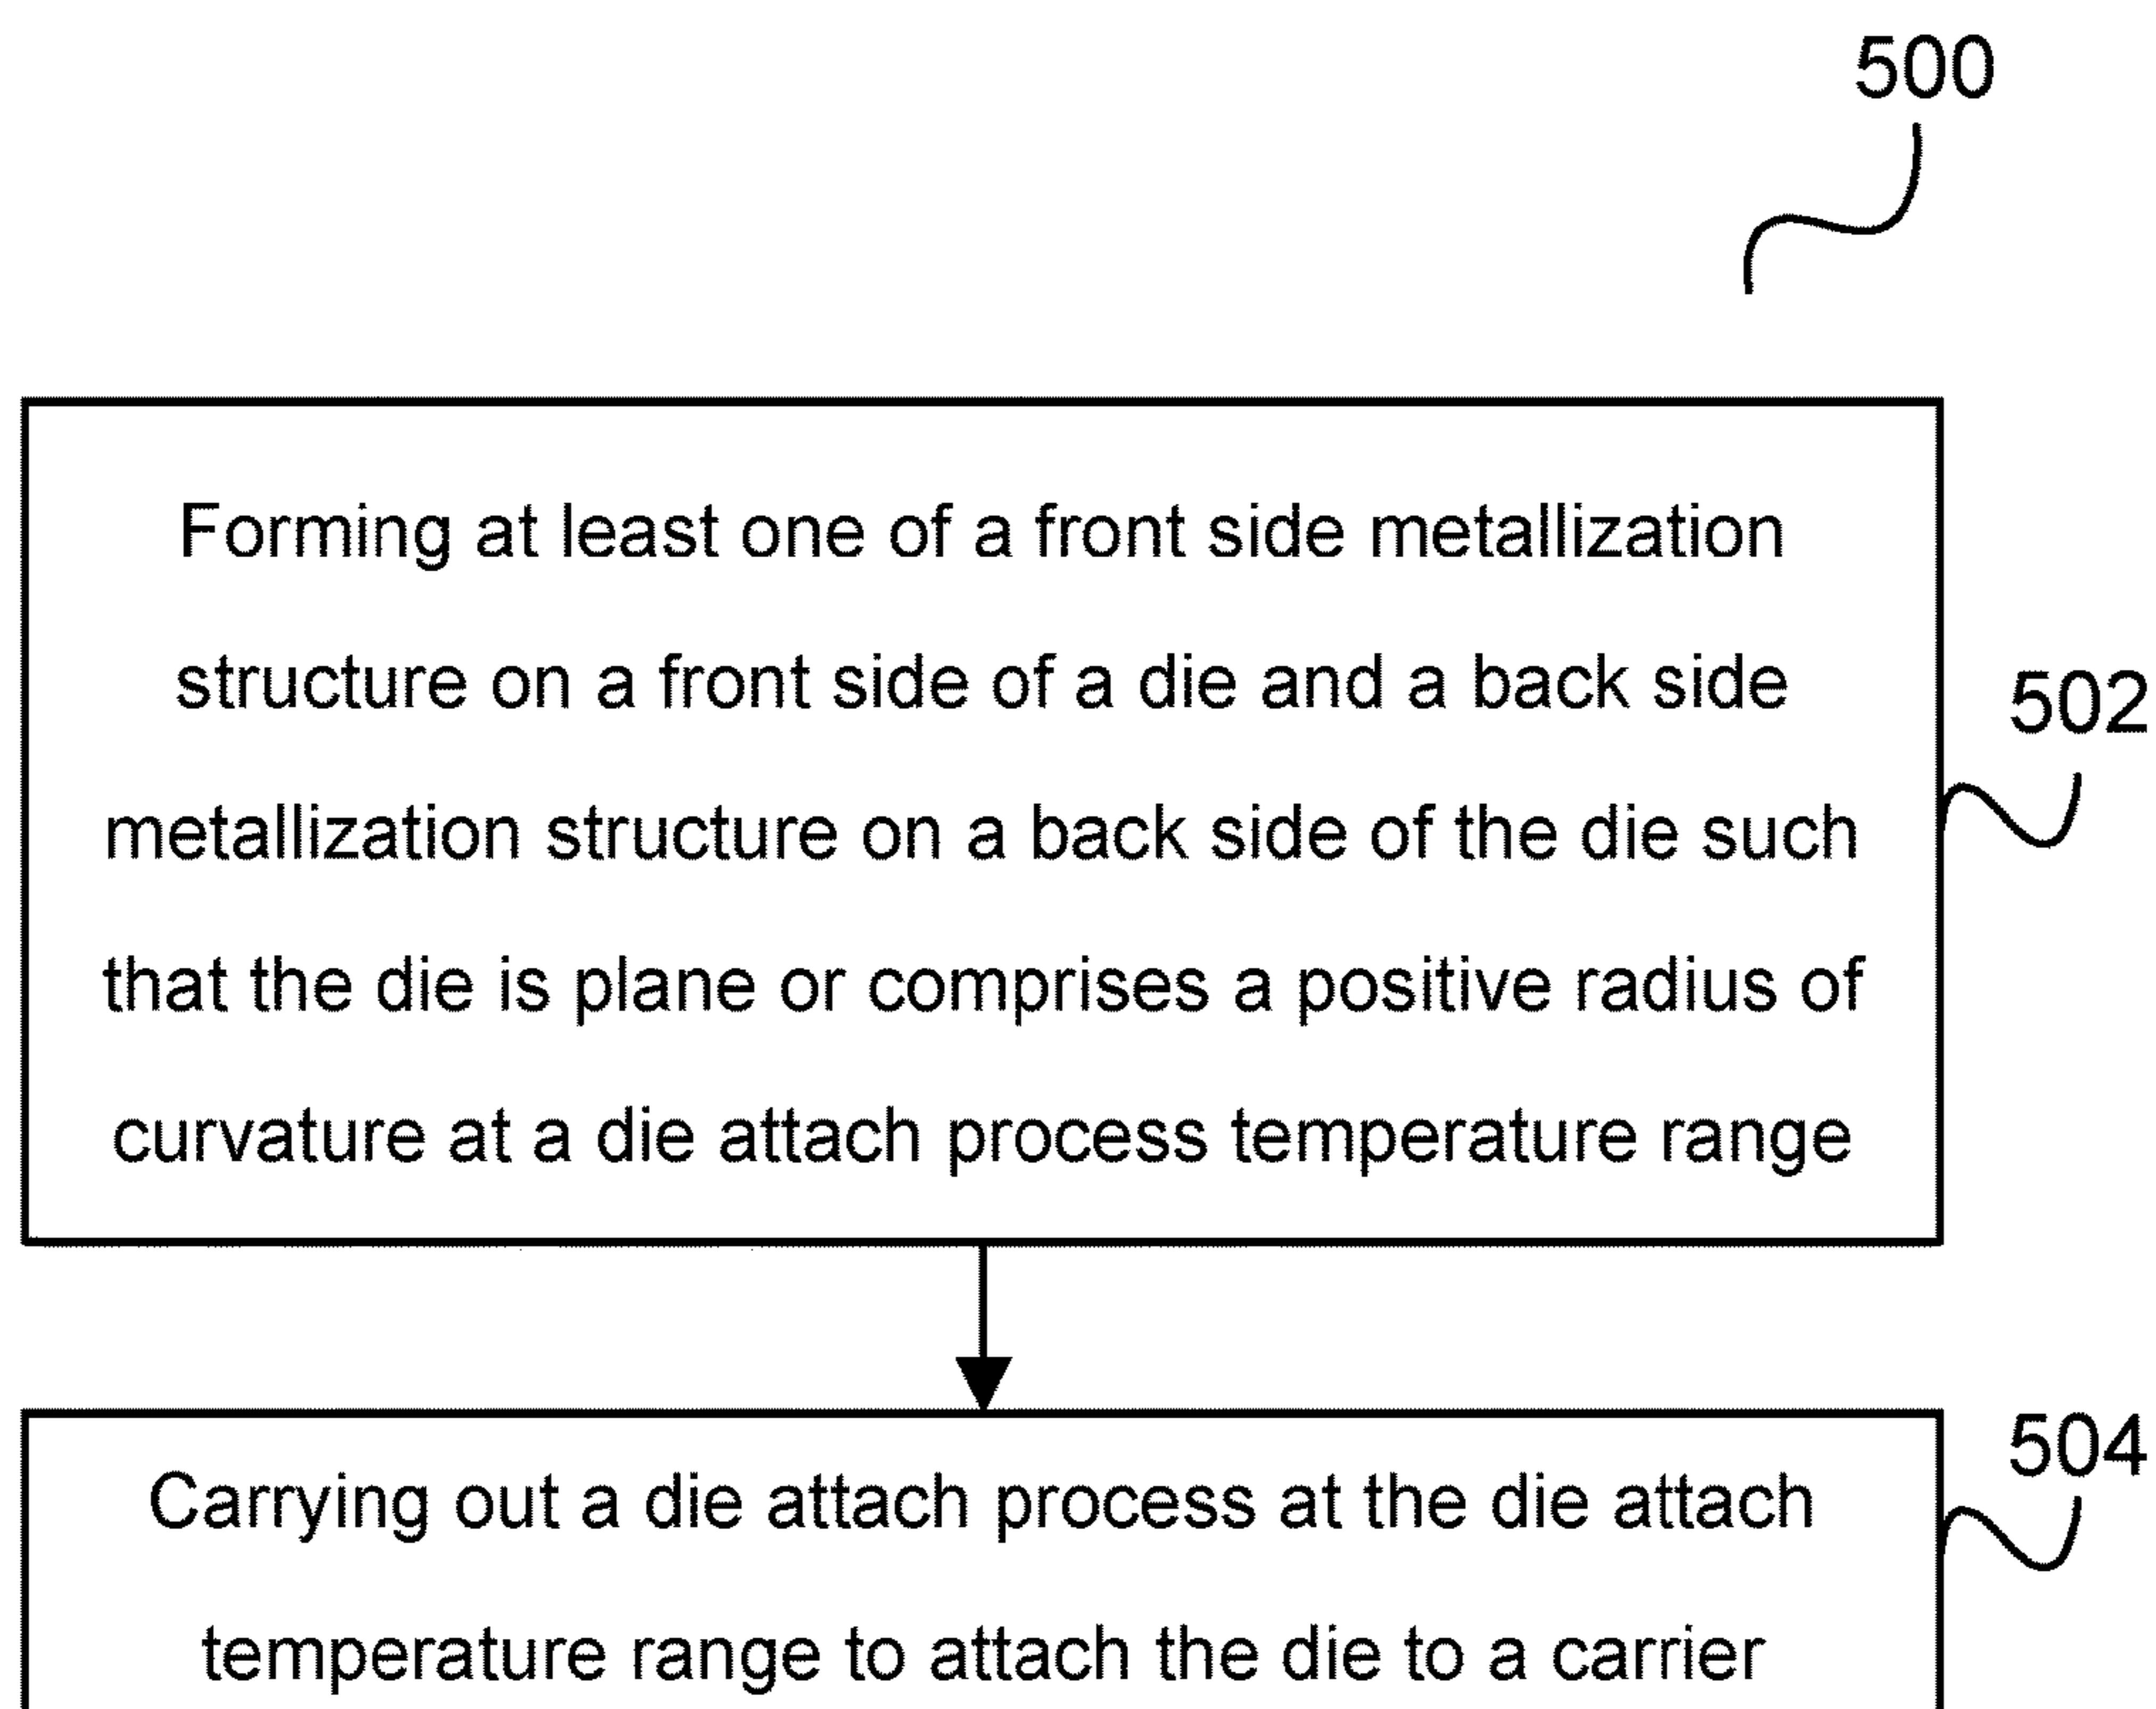 500
Forming at least one of a front side metallization
structure on a front side of a die and a back side
metallization structure on a back side of the die such
that the die is plane or comprises a positive radius of
curvature at a die attach process temperature range
502
Carrying out a die attach process at the die attach
temperature range to attach the die to a carrier
504